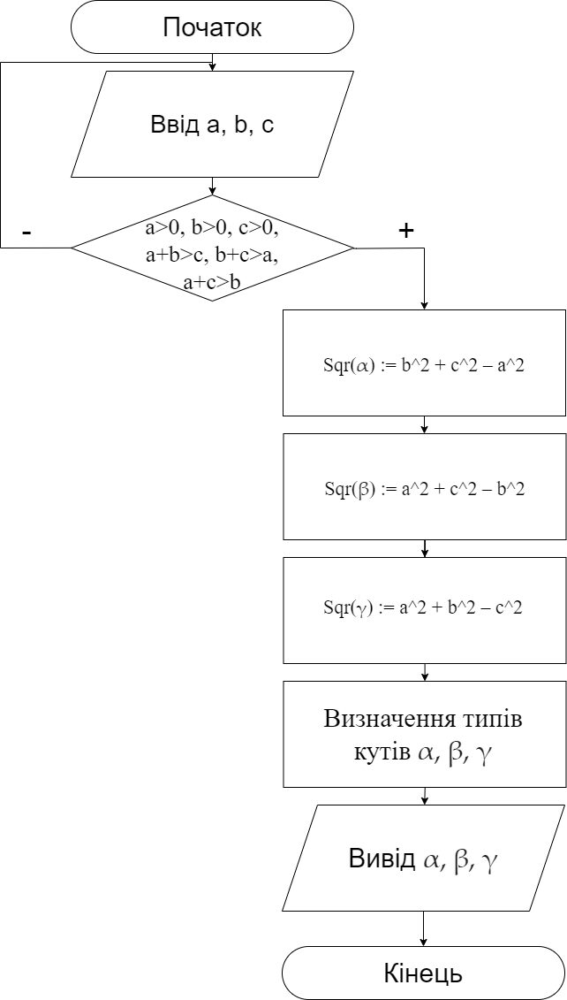 Початок
Ввід a, b, c
a>0, b>0, c>0,
a+b>c, b+c>a,
a+c>b
-
+
Sqr(α) := b^2 + c^2 – a^2
Sqr(β) := a^2 + c^2 – b^2
Sqr(γ) := a^2 + b^2 – c^2
Визначення типів
кутів α, β, γ
Вивід α, β, γ
Кінець